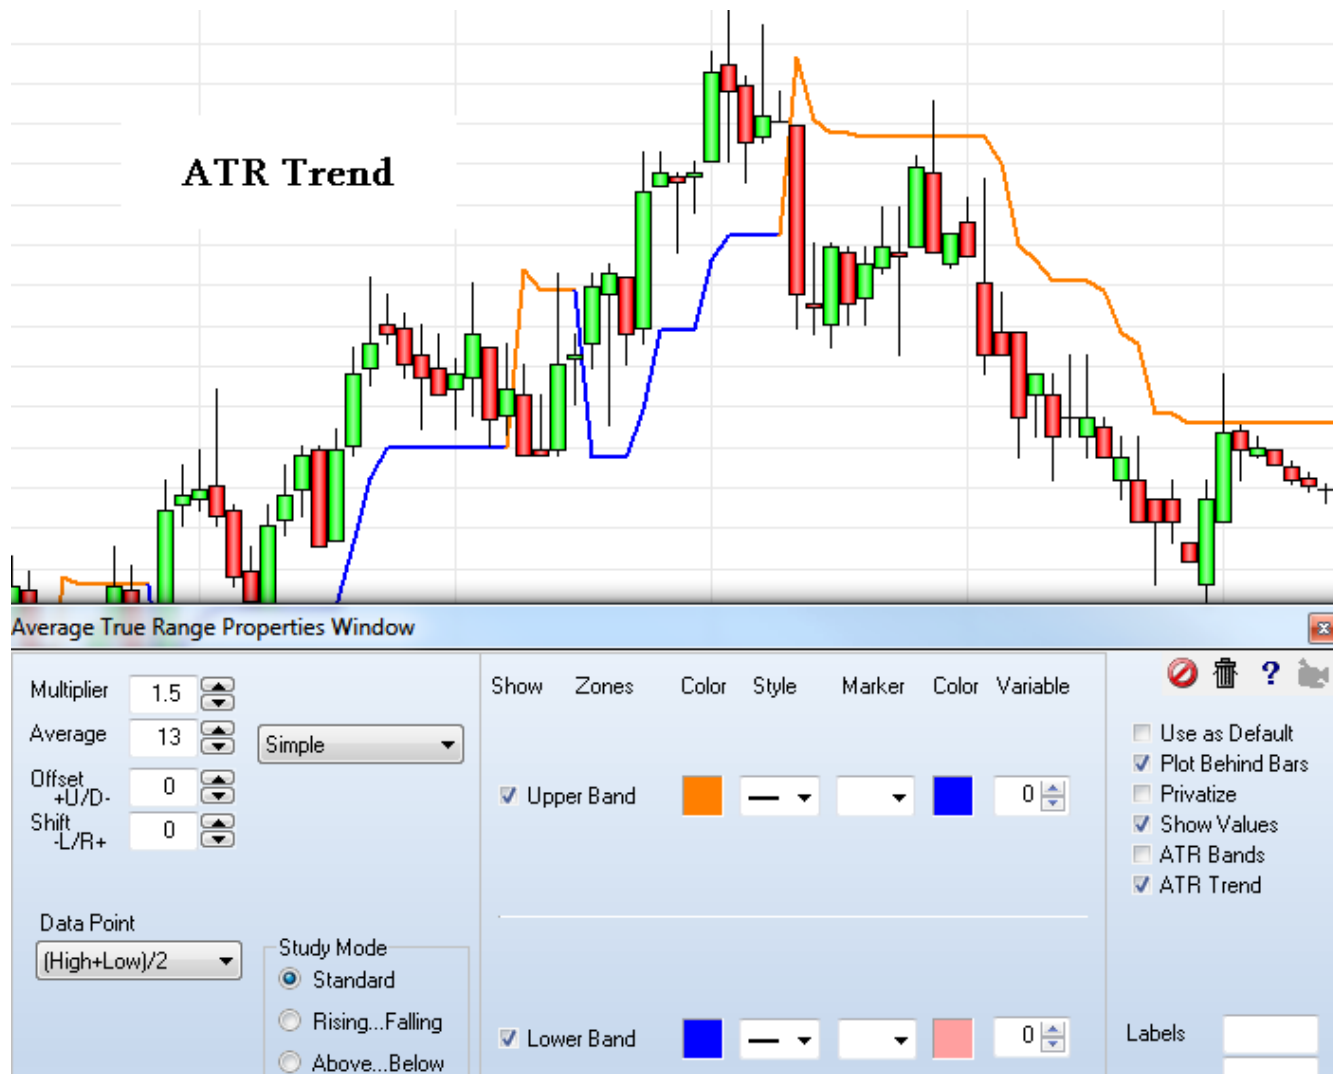 ATR Trend
Average True Range Properties Window
Multiplier 1.5
Average 13 Simple
Offset +U/D- 0
Shift -L/R+ 0
Data Point
(High+Low)/2
Study Mode
Standard
Rising...Falling
Above...Below
Show Zones Color Style Marker Color Variable
Upper Band 0
Lower Band 0
?
Use as Default
Plot Behind Bars
Privatize
Show Values
ATR Bands
ATR Trend
Labels